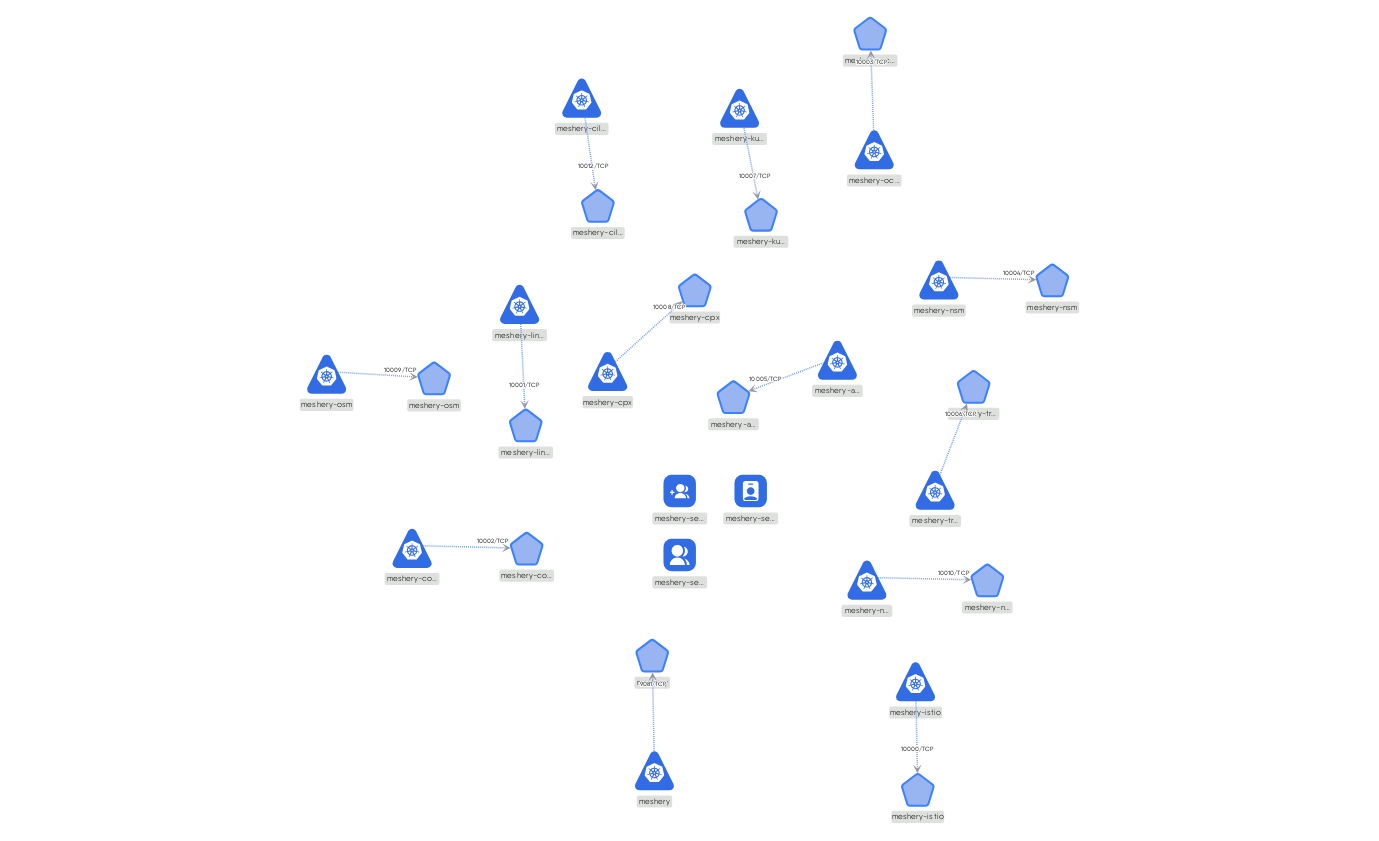 10003/TCP
meshery-cil...
meshery-ku...
10012/TCP
10007/TCP
meshery-oc...
meshery-cil...
meshery-ku...
10004/TCP
10008/TCP
meshery-nsm
meshery-nsm
meshery-cpx
meshery-lin...
10009/TCP
10001/TCP
10005/TCP
meshery-a...
meshery-osm
meshery-osm
meshery-cpx
10006/TCP
meshery-a...
meshery-lin...
meshery-se...
meshery-se...
meshery-tr...
10002/TCP
meshery-co...
meshery-co...
10010/TCP
meshery-se...
meshery-n...
meshery-n...
9081/TCP
meshery-istio
10000/TCP
meshery
meshery-istio